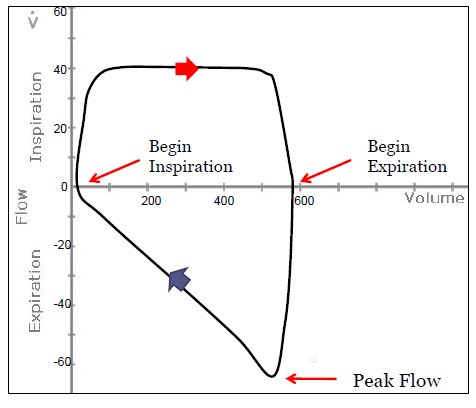 60
V̇
40
20
0
-20
-40
-60
Inspiration
Flow
Expiration
Begin
Inspiration
Begin
Expiration
200
400
600
Volume
Peak Flow